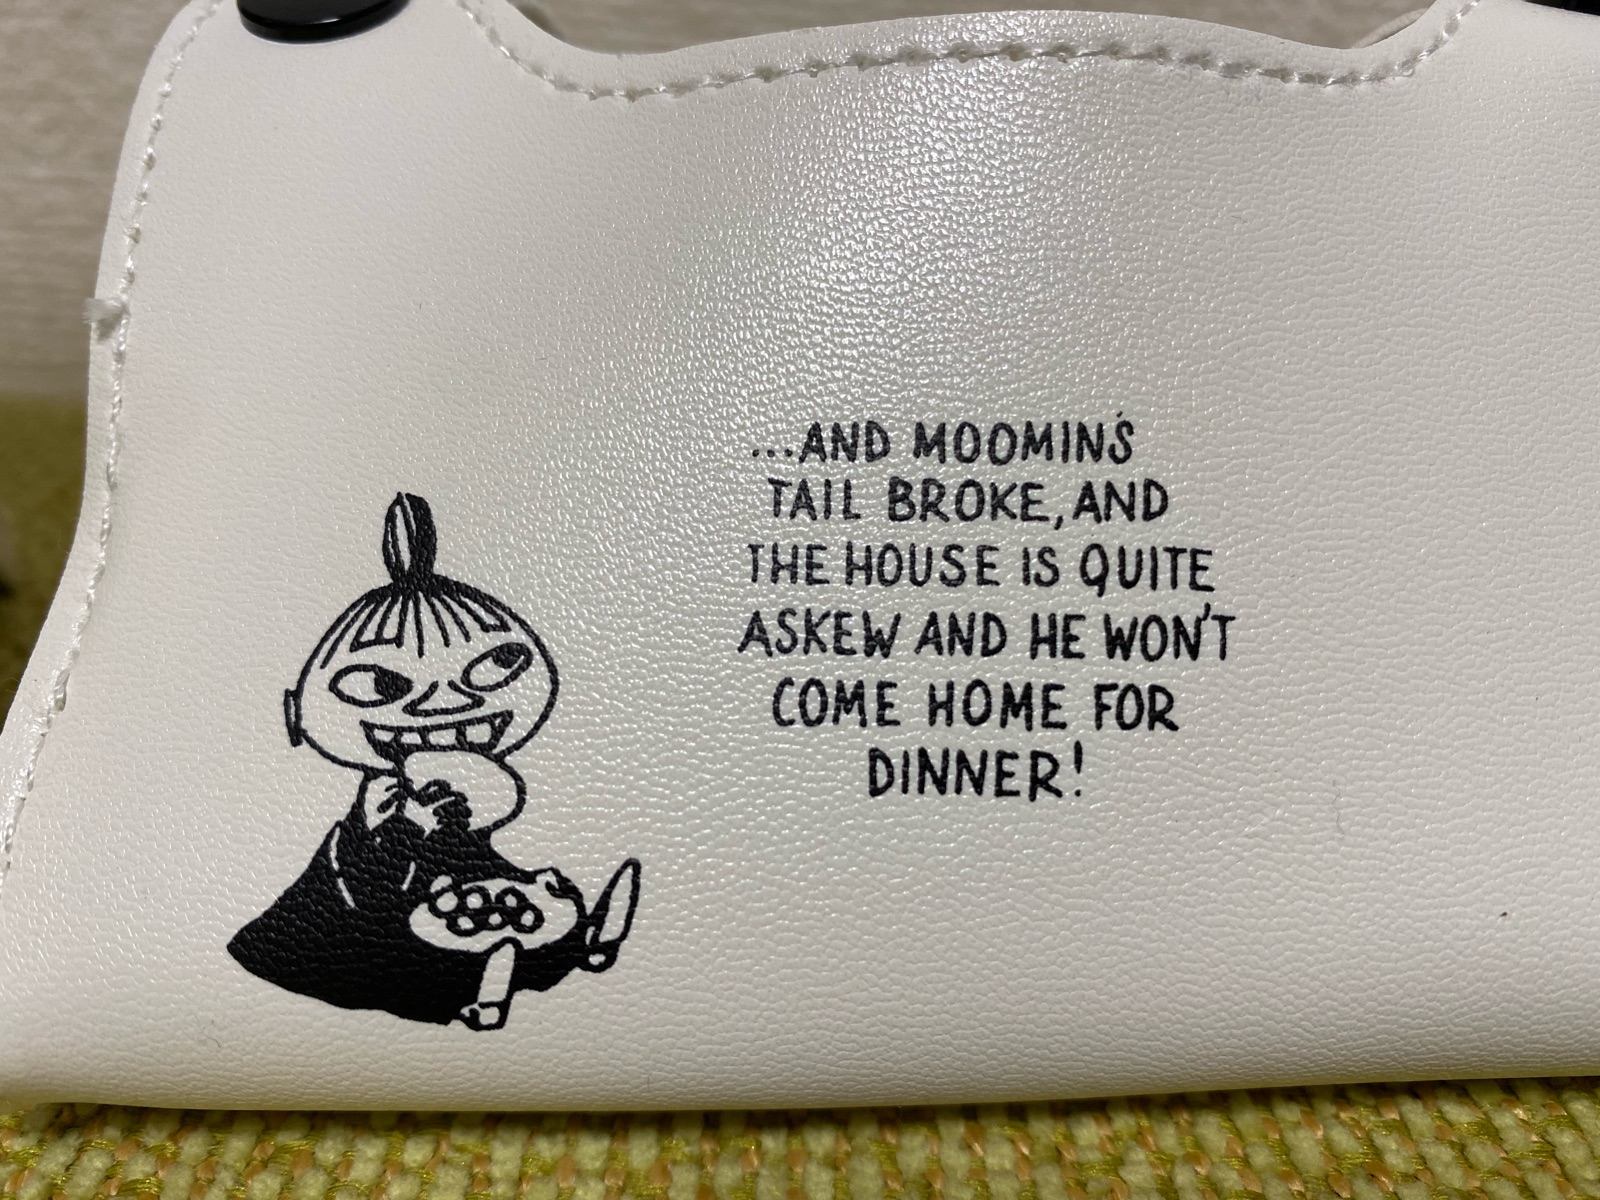 ...AND MOOMIN'S
TAIL BROKE, AND
THE HOUSE IS QUITE
ASKEW AND HE WON'T
COME HOME FOR
DINNER!